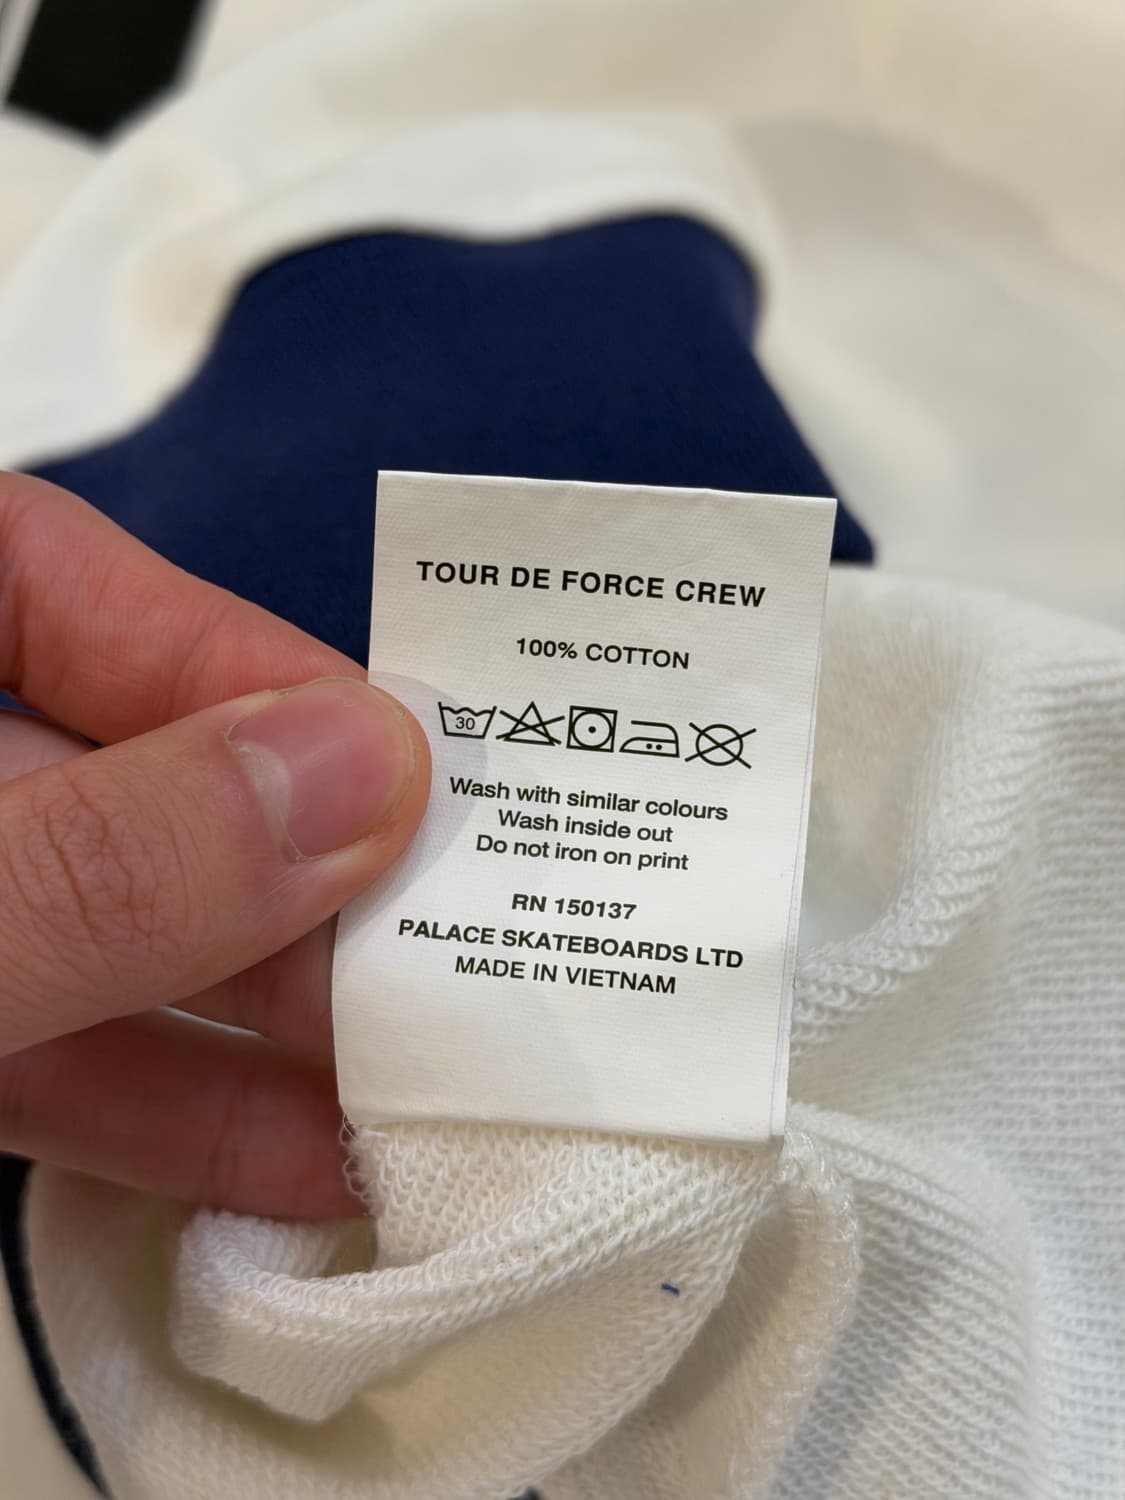 TOUR DE FORCE CREW
100% COTTON
30
Wash with similar colours
Wash inside out
Do not iron on print
RN 150137
PALACE SKATEBOARDS LTD
MADE IN VIETNAM